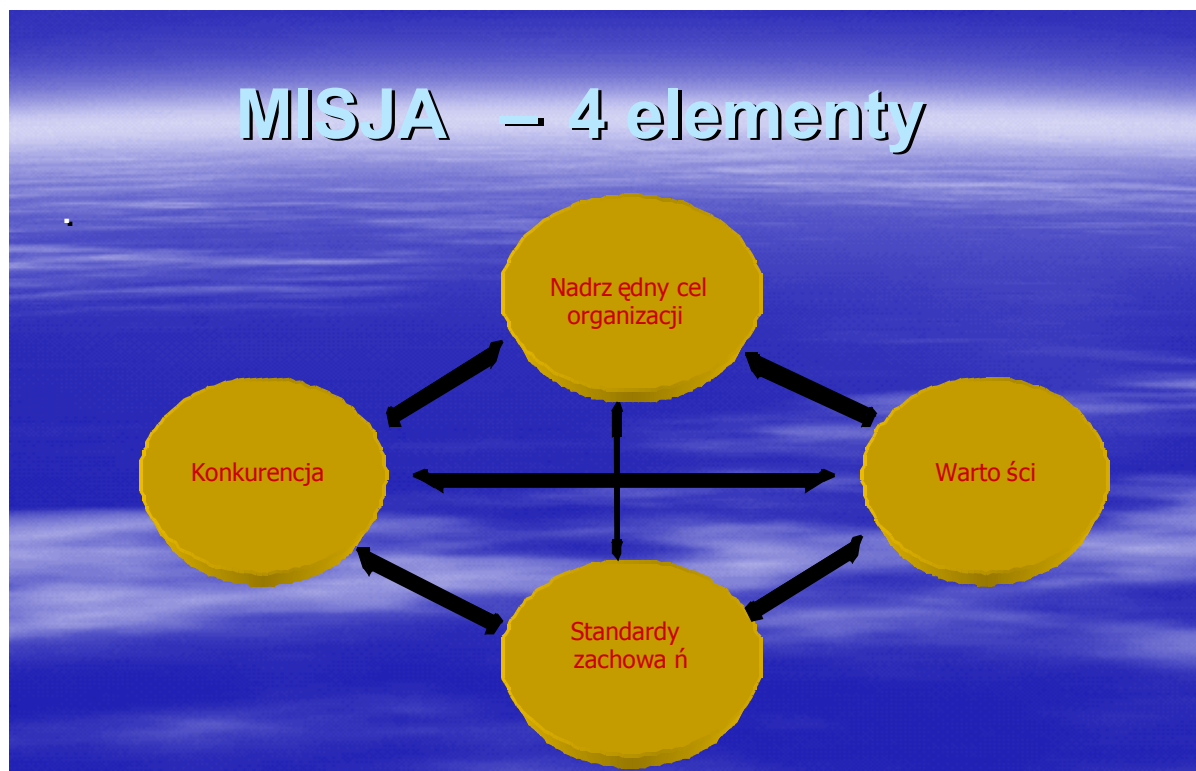 MISJA – 4 elementy
.
Nadrz ędny cel
organizacji
Konkurencja
Warto ści
Standardy
zachowa ń